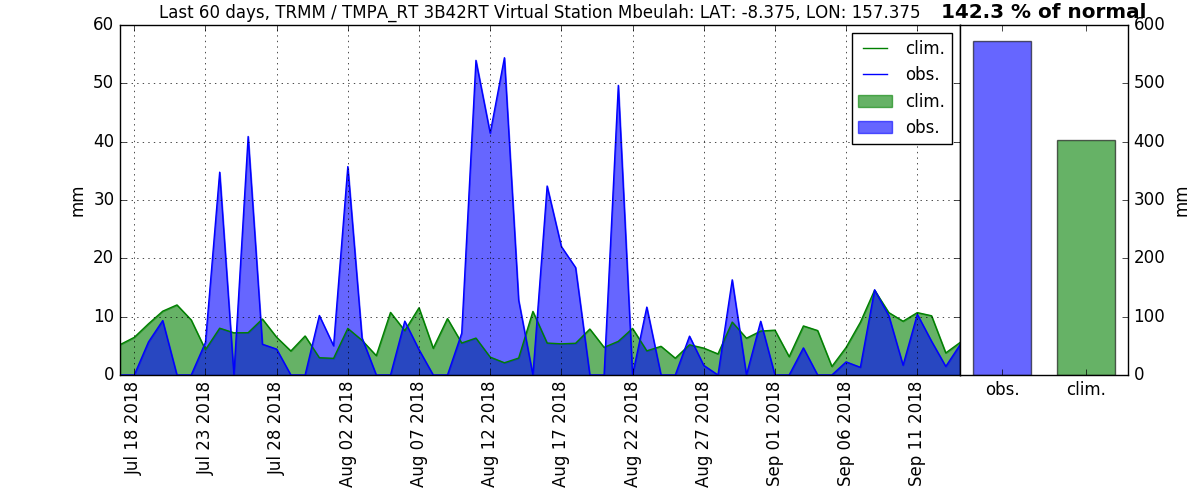 Last 60 days, TRMM / TMPA_RT 3B42RT Virtual Station Mbeulah: LAT: -8.375, LON: 157.375
142.3 % of normal
60
50
40
30
20
10
0
mm
clim.
obs.
clim.
obs.
Jul 18 2018
Jul 23 2018
Jul 28 2018
Aug 02 2018
Aug 07 2018
Aug 12 2018
Aug 17 2018
Aug 22 2018
Aug 27 2018
Sep 01 2018
Sep 06 2018
Sep 11 2018
600
500
400
300
200
100
0
mm
obs.
clim.